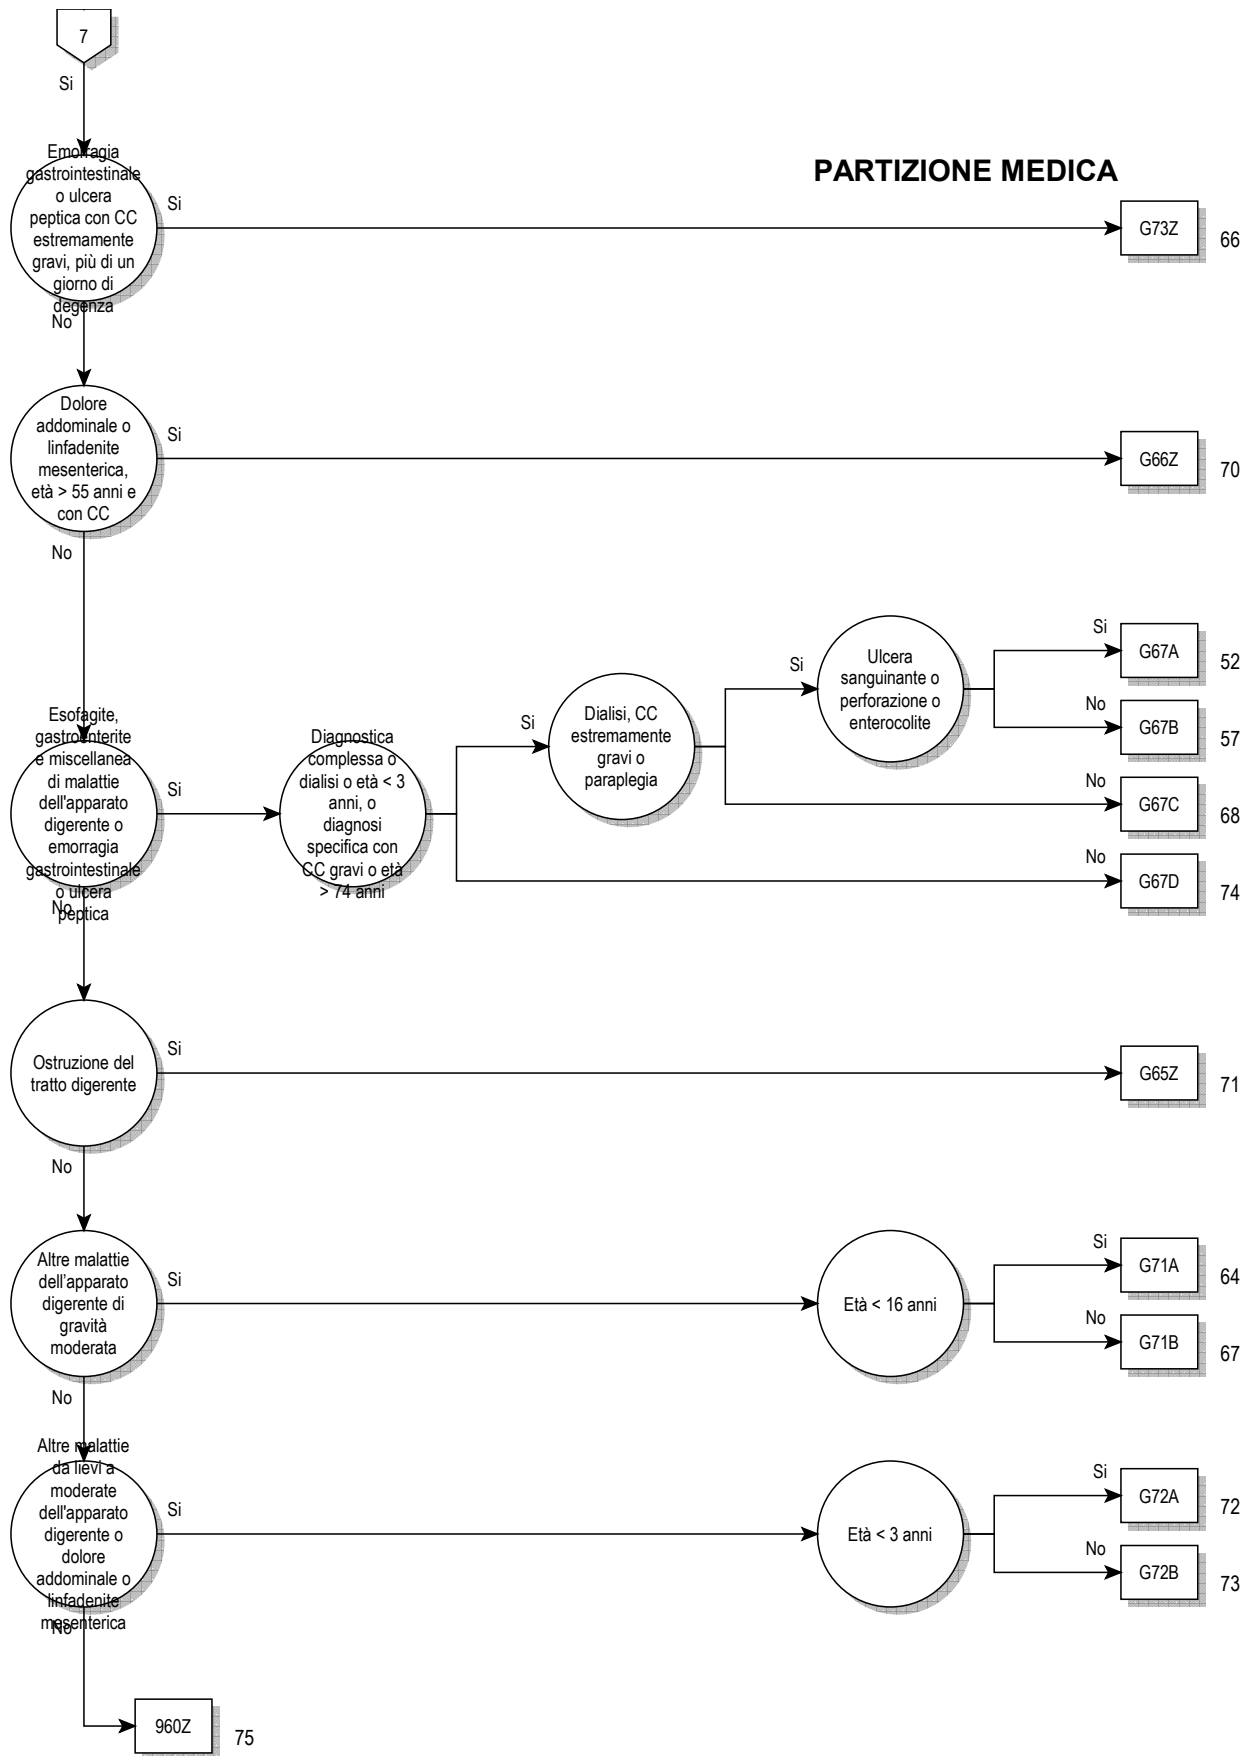 7
Si
PARTIZIONE MEDICA
Emorragia
gastrointestinale
o ulcera
peptica con CC
estremamente
gravi, più di un
giorno di
degenza
Si
G73Z
66
No
Dolore
addominale o
linfadenite
mesenterica,
età > 55 anni e
con CC
Si
G66Z
70
No
Esofagite,
gastroenterite
e miscellanea
di malattie
dell'apparato
digerente o
emorragia
gastrointestinale
o ulcera
peptica
Si
Diagnostica
complessa o
dialisi o età < 3
anni, o
diagnosi
specifica con
CC gravi o età
> 74 anni
Si
Dialisi, CC
estremamente
gravi o
paraplegia
Si
Ulcera
sanguinante o
perforazione o
enterocolite
Si
G67A
52
No
G67B
57
No
G67C
68
No
G67D
74
No
Ostruzione del
tratto digerente
Si
G65Z
71
No
Altre malattie
dell’apparato
digerente di
gravità
moderata
Si
Età < 16 anni
Si
G71A
64
No
G71B
67
No
Altre malattie
da lievi a
moderate
dell'apparato
digerente o
dolore
addominale o
linfadenite
mesenterica
Si
Età < 3 anni
Si
G72A
72
No
G72B
73
No
960Z
75